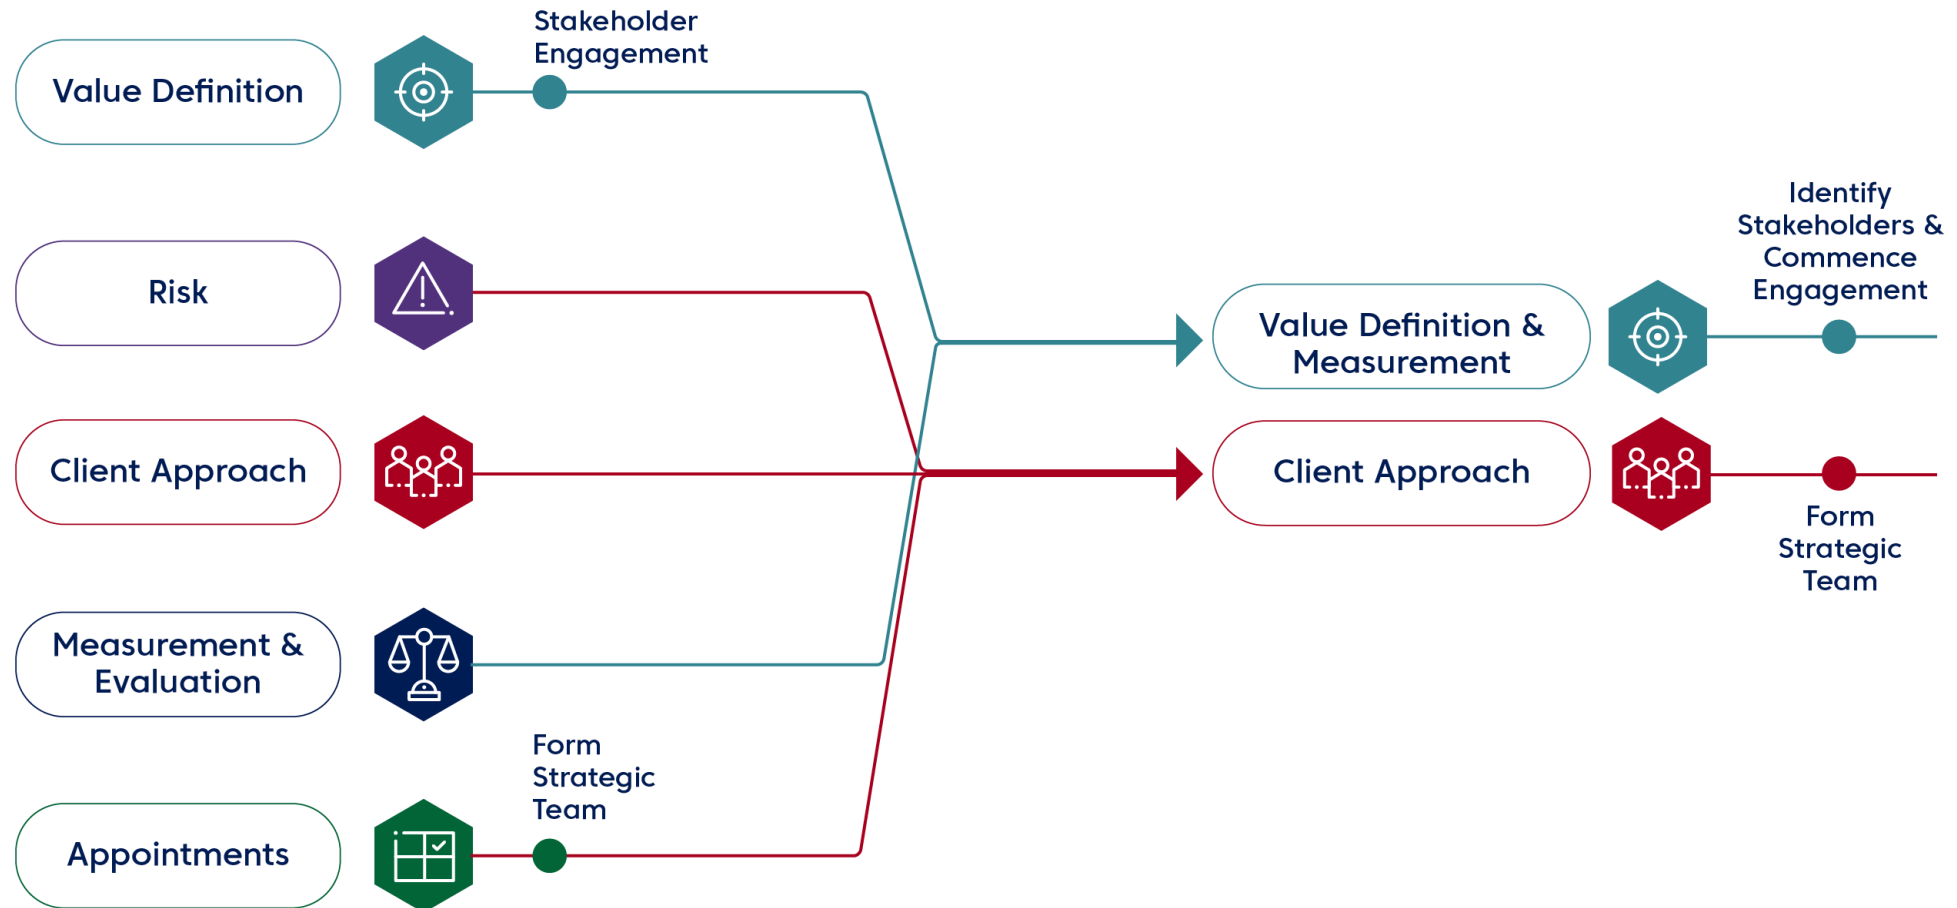 Stakeholder
Engagement
Value Definition
Risk
Client Approach
Measurement &
Evaluation
Form
Strategic
Team
Appointments
Value Definition &
Measurement
Identify
Stakeholders &
Commence
Engagement
Client Approach
Form
Strategic
Team